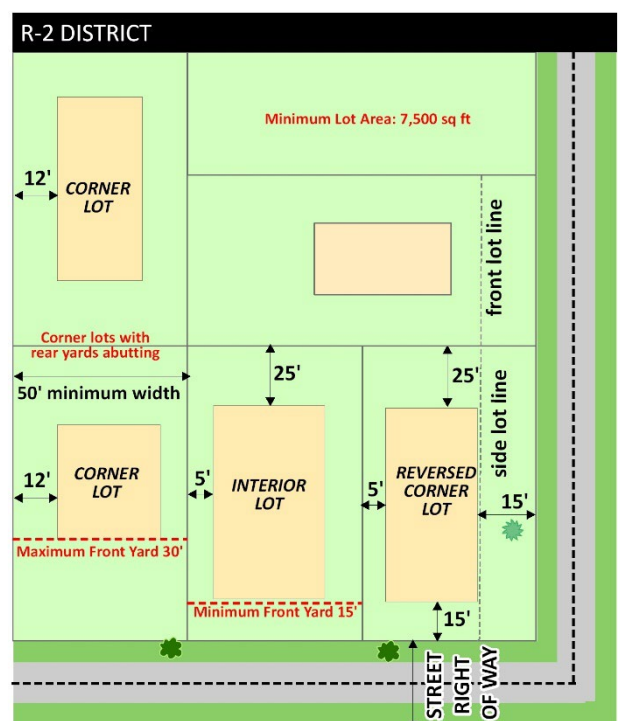 R-2 DISTRICT
Minimum Lot Area: 7,500 sq ft
12'
CORNER
LOT
front lot line
Corner lots with
rear yards abutting
50' minimum width
25'
25'
side lot line
12'
CORNER
LOT
5'
INTERIOR
LOT
5'
REVERSED
CORNER
LOT
15'
Maximum Front Yard 30'
Minimum Front Yard 15'
15'
STREET
RIGHT
OF WAY